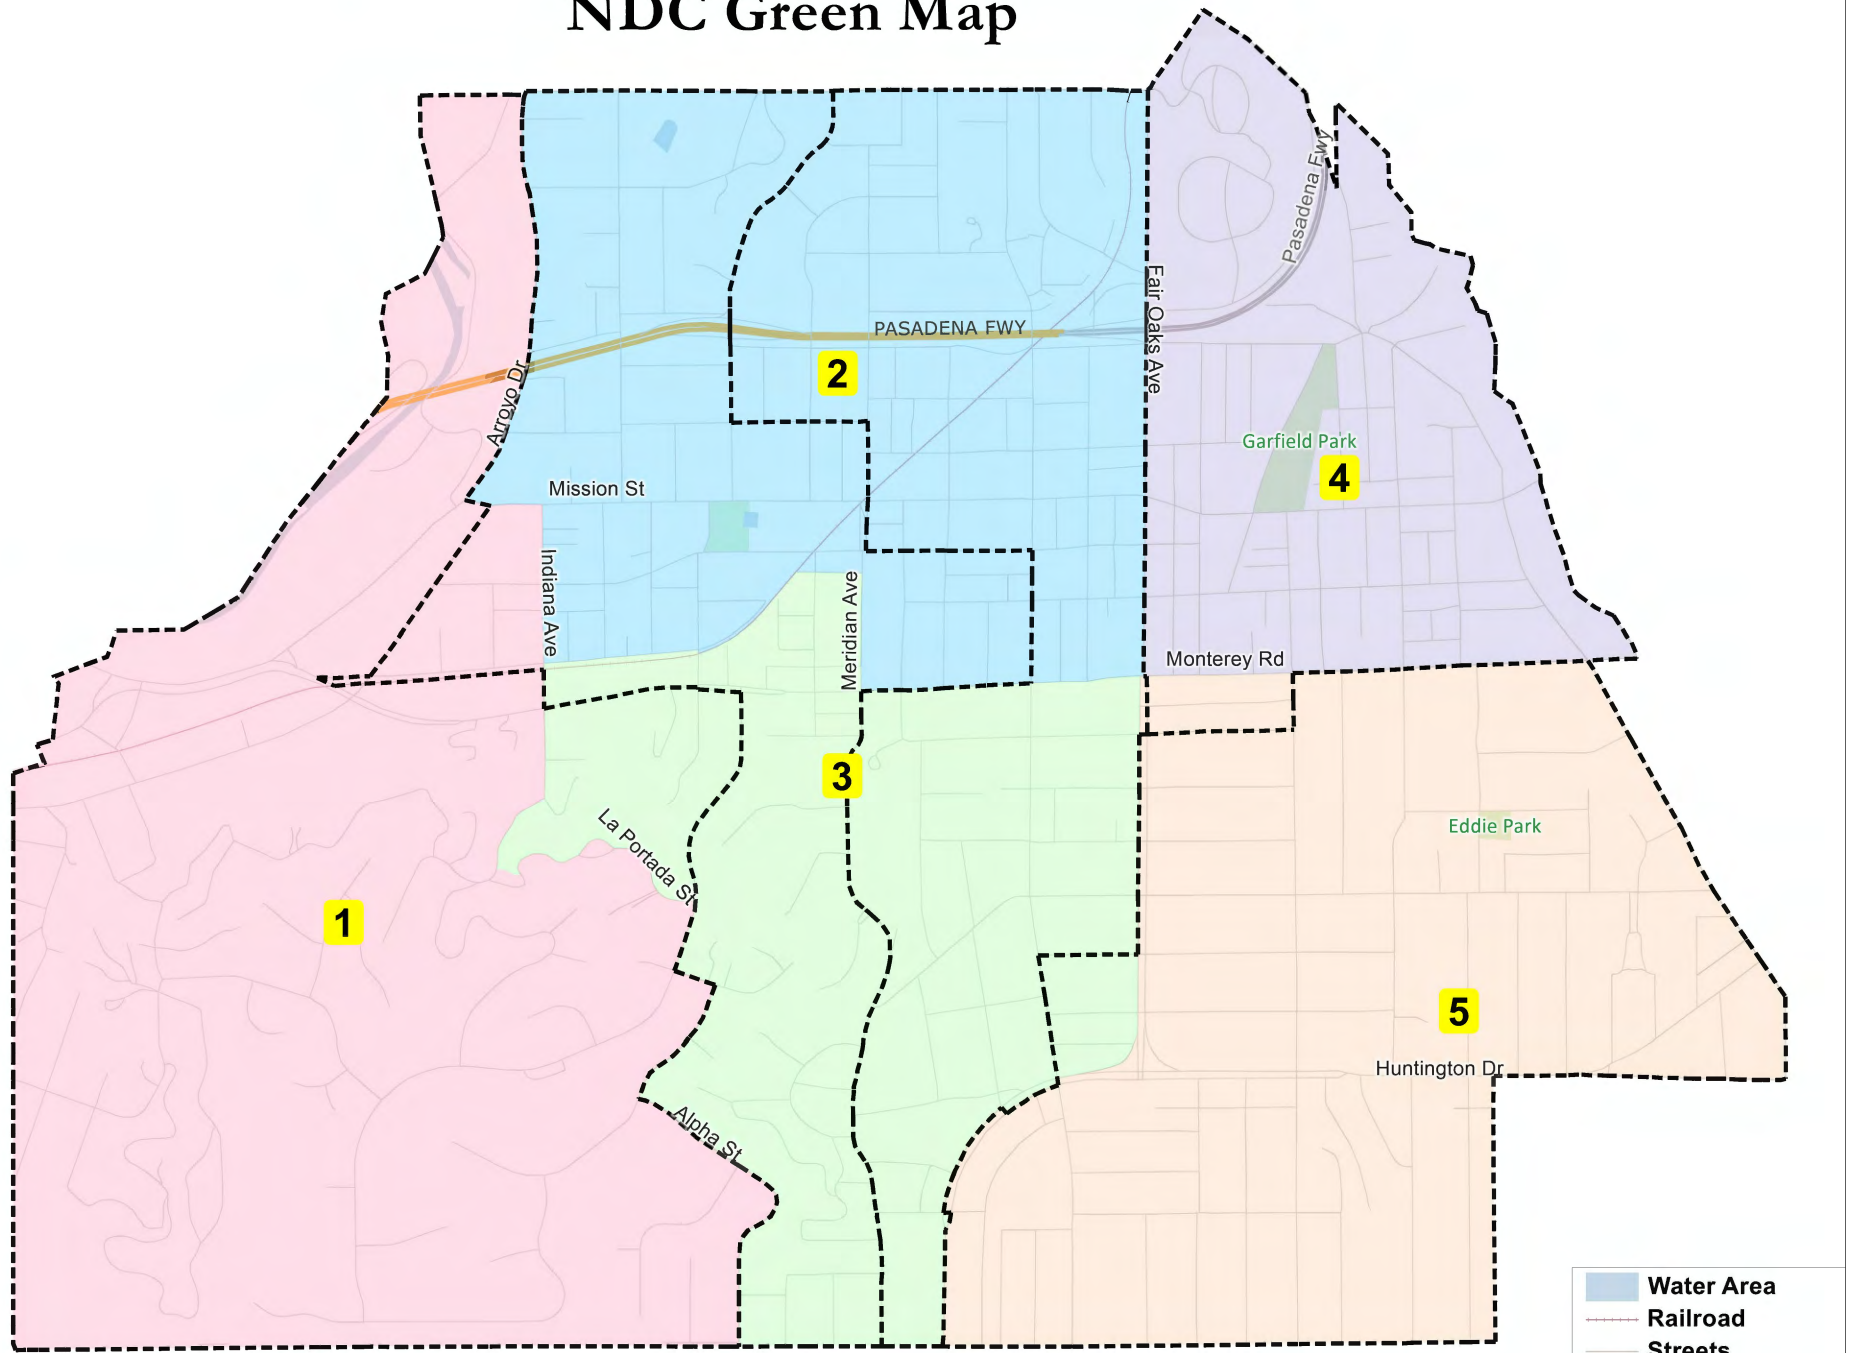 NDC Green Map
Pasadena Fwy
Fair Oaks Ave
PASADENA FWY
2
Arroyo Dr
Garfield Park
4
Mission St
Indiana Ave
Meridian Ave
Monterey Rd
3
La Portada St
Eddie Park
1
5
Huntington Dr
Alpha St
Water Area
Railroad
Streets